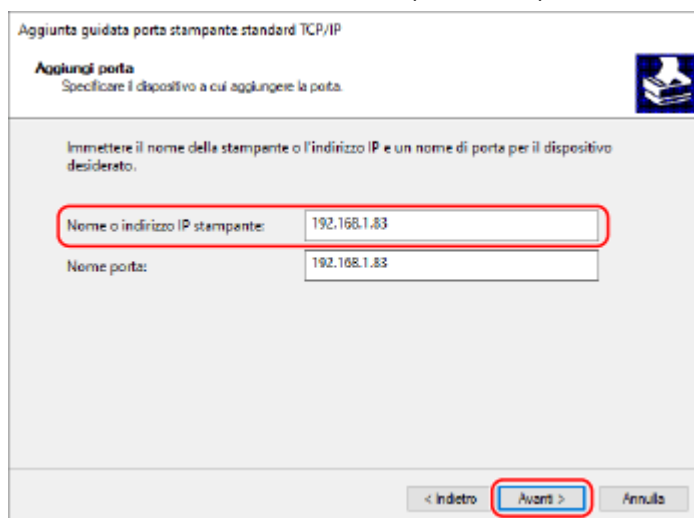 Aggiunta guidata porta stampante standard TCP/IP
Aggiungi porta
Specificare il dispositivo a cui aggiungere la porta.
Immettere il nome della stampante o l'indirizzo IP e un nome di porta per il dispositivo
desiderato.
Nome o indirizzo IP stampante: 192.168.1.83
Nome porta: 192.168.1.83
< Indietro Avanti > Annulla